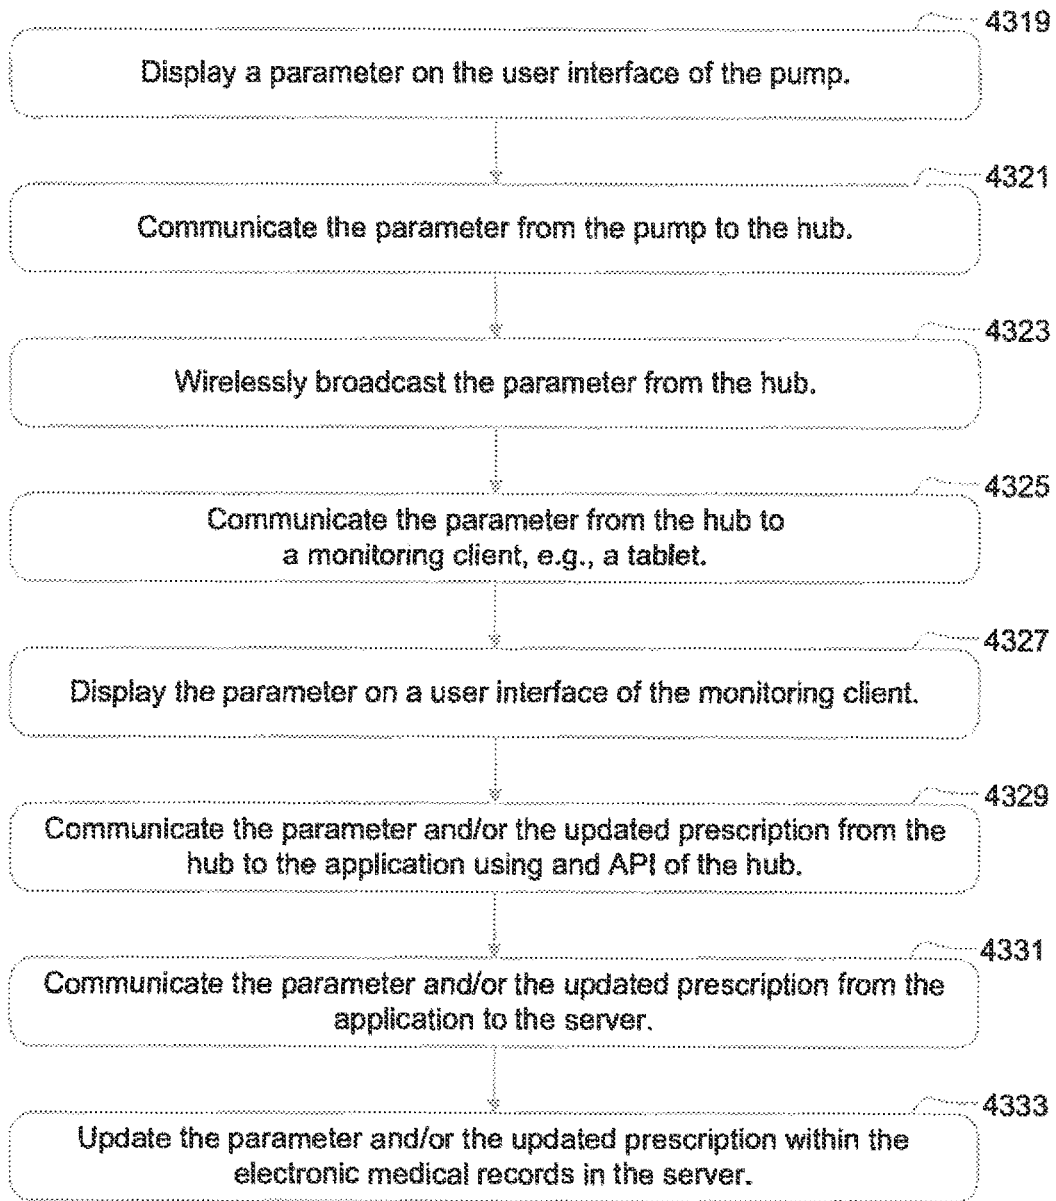 4319
Display a parameter on the user interface of the pump.
4321
Communicate the parameter from the pump to the hub.
4323
Wirelessly broadcast the parameter from the hub.
4325
Communicate the parameter from the hub to
a monitoring client, e.g., a tablet.
4327
Display the parameter on a user interface of the monitoring client.
4329
Communicate the parameter and/or the updated prescription from the
hub to the application using and API of the hub.
4331
Communicate the parameter and/or the updated prescription from the
application to the server.
4333
Update the parameter and/or the updated prescription within the
electronic medical records in the server.